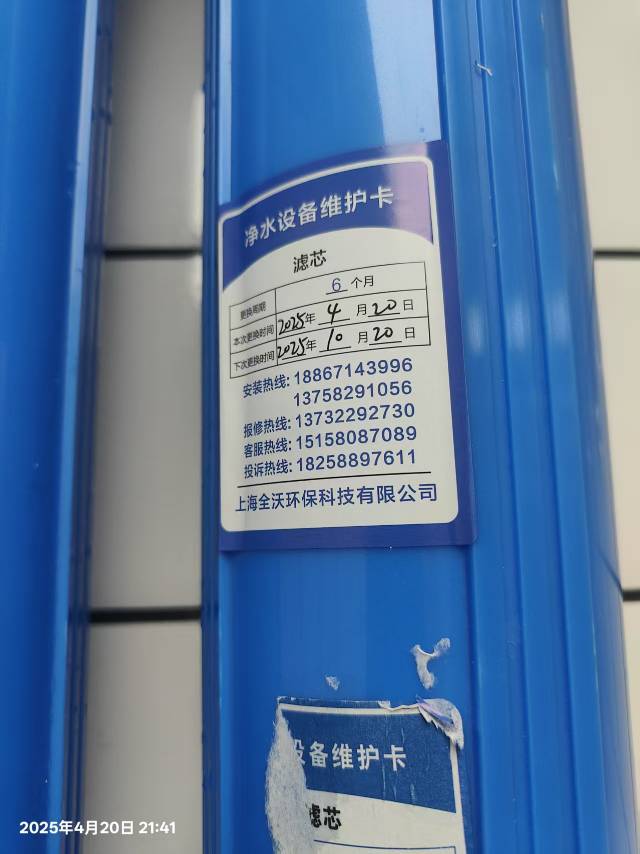 净水设备维护卡
滤芯
更换周期 6 个月
本次更换时间 2025年 4 月 20 日
下次更换时间 2025年 10 月 20 日
安装热线: 18867143996
13758291056
报修热线: 13732292730
客服热线: 15158087089
投诉热线: 18258897611
上海全沃环保科技有限公司
设备维护卡
滤芯
2025年4月20日 21:41